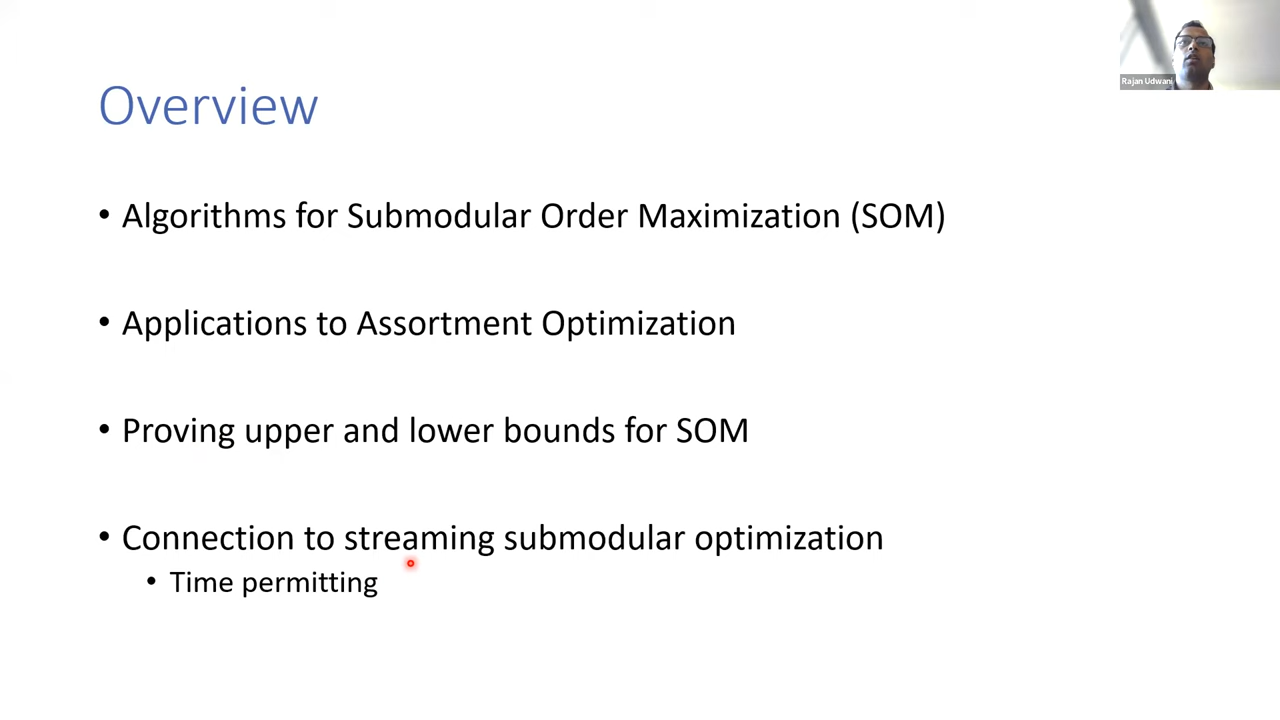 Rajan Udwani
Overview
• Algorithms for Submodular Order Maximization (SOM)
• Applications to Assortment Optimization
• Proving upper and lower bounds for SOM
• Connection to streaming submodular optimization
• Time permitting